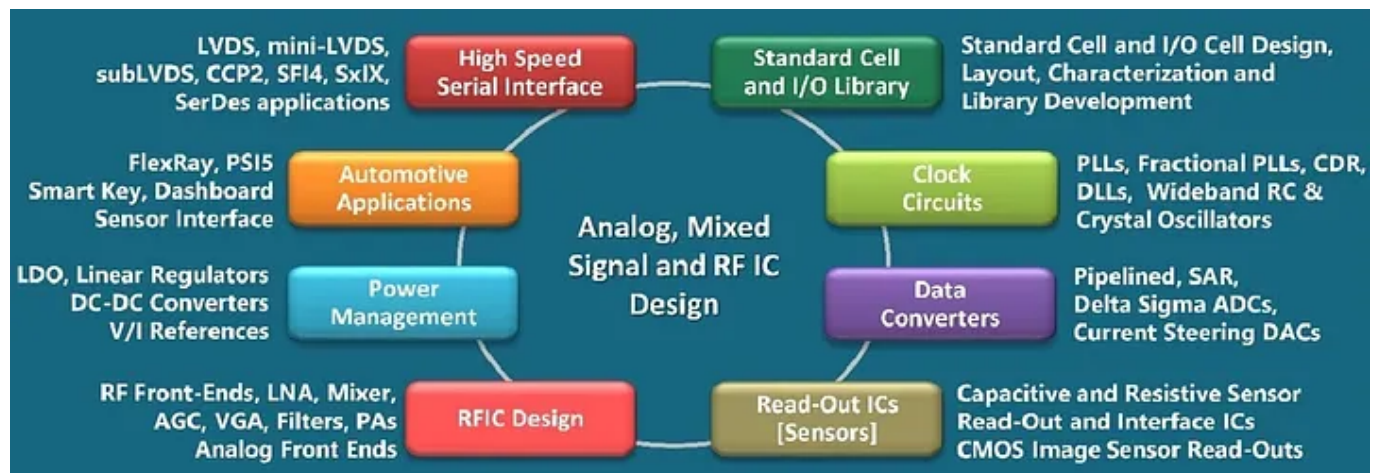 LVDS, mini-LVDS,
subLVDS, CCP2, SFI4, SxIX,
SerDes applications
High Speed
Serial Interface
Standard Cell
and I/O Library
Standard Cell and I/O Cell Design,
Layout, Characterization and
Library Development
FlexRay, PSI5
Smart Key, Dashboard
Sensor Interface
Automotive
Applications
Clock
Circuits
PLLs, Fractional PLLs, CDR,
DLLs, Wideband RC &
Crystal Oscillators
Analog, Mixed
Signal and RF IC
Design
LDO, Linear Regulators
DC-DC Converters
V/I References
Power
Management
Data
Converters
Pipelined, SAR,
Delta Sigma ADCs,
Current Steering DACs
RF Front-Ends, LNA, Mixer,
AGC, VGA, Filters, PAs
Analog Front Ends
RFIC Design
Read-Out ICs
[Sensors]
Capacitive and Resistive Sensor
Read-Out and Interface ICs
CMOS Image Sensor Read-Outs